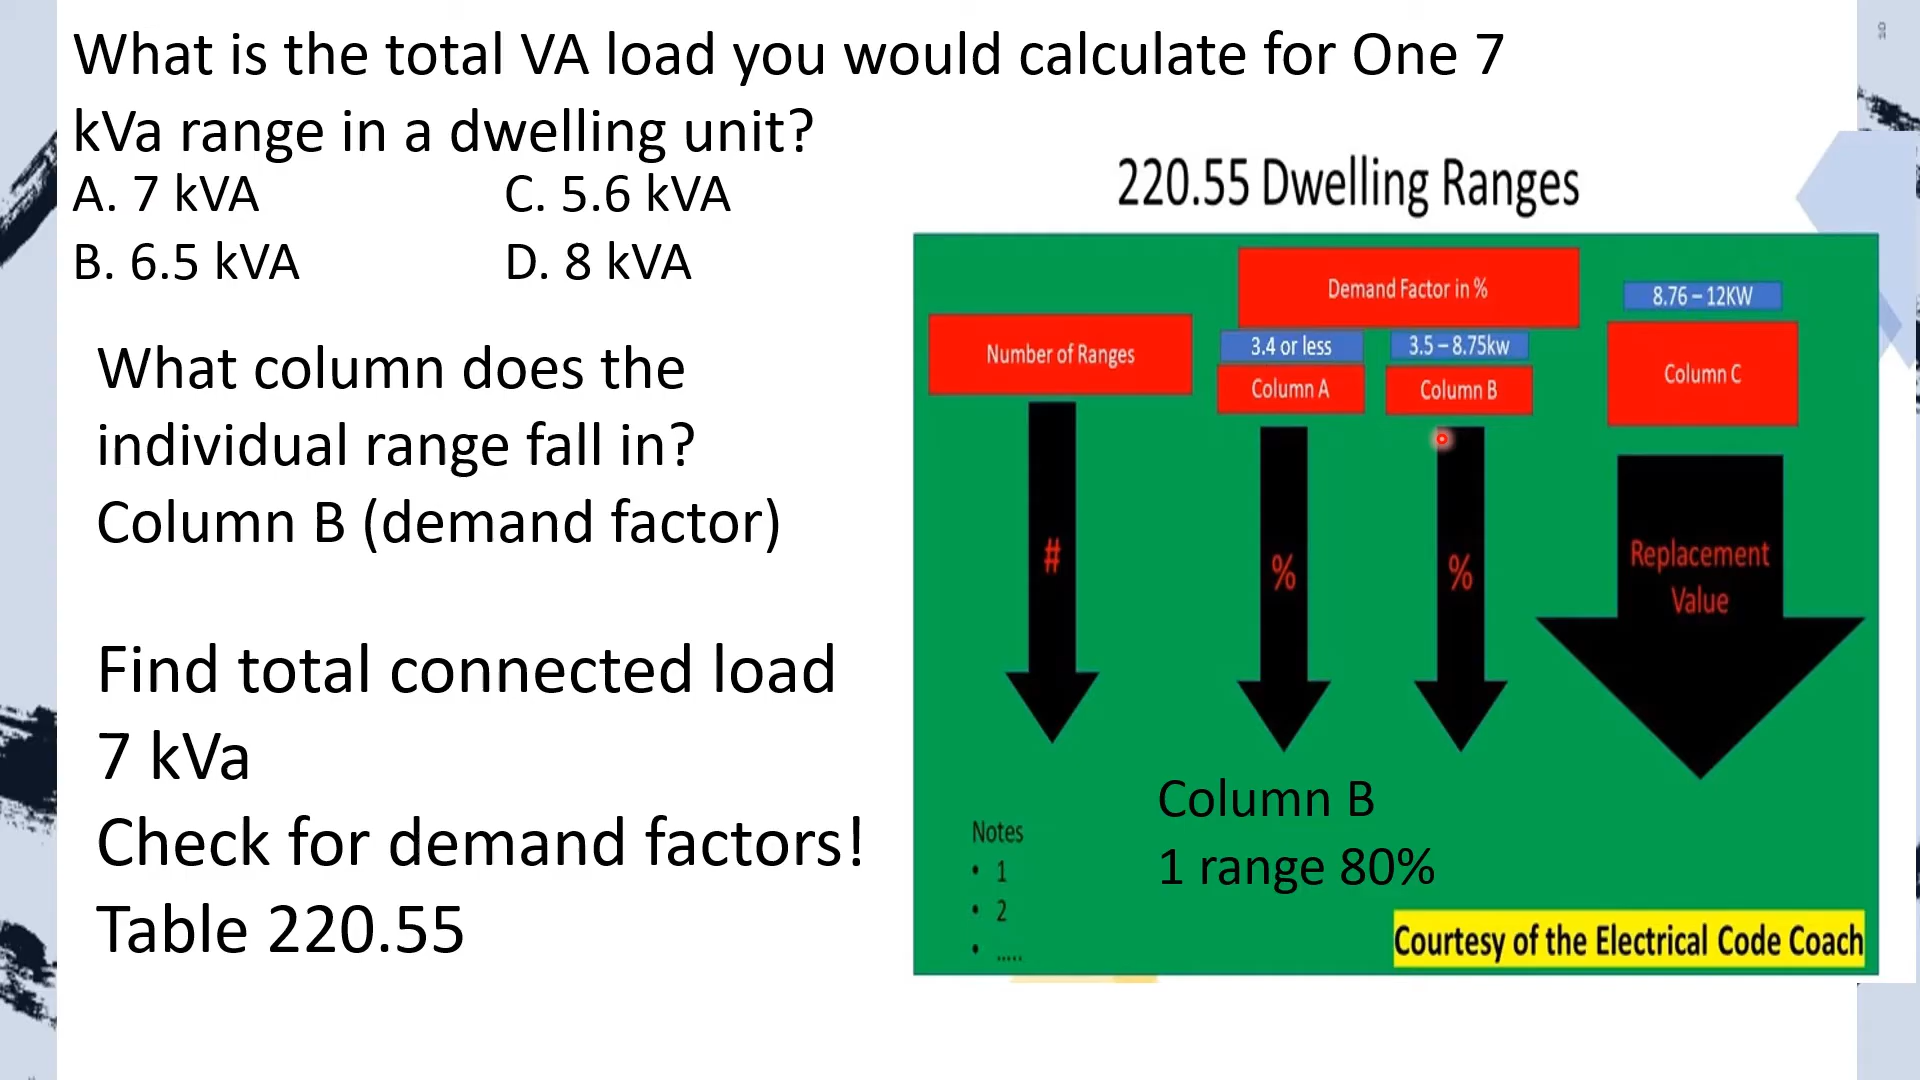 What is the total VA load you would calculate for One 7
kVa range in a dwelling unit?
A. 7 kVA
C. 5.6 kVA
B. 6.5 kVA
D. 8 kVA
What column does the
individual range fall in?
Column B (demand factor)
Find total connected load
7 kVa
Check for demand factors!
Table 220.55
220.55 Dwelling Ranges
Demand Factor in %
8.76 – 12KW
Number of Ranges
3.4 or less
3.5 – 8.75kw
Column A
Column B
Column C
#
%
%
Replacement
Value
Column B
1 range 80%
Notes
• 1
• 2
• .....
Courtesy of the Electrical Code Coach